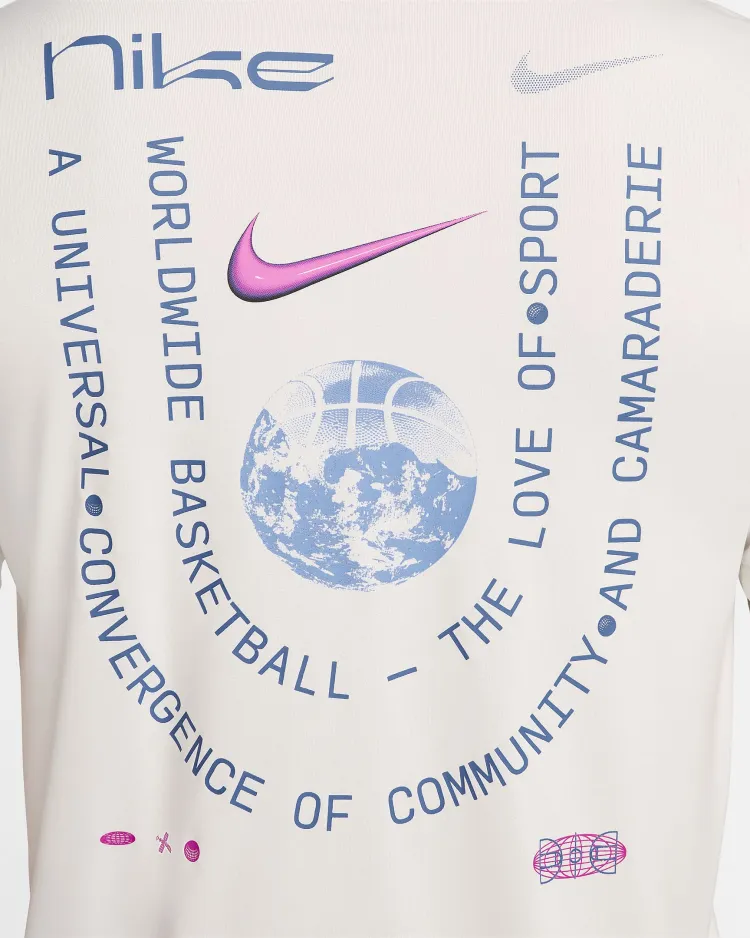 nike
WORLDWIDE BASKETBALL – THE LOVE OF•SPORT
A UNIVERSAL•CONVERGENCE OF COMMUNITY•AND CAMARADERIE